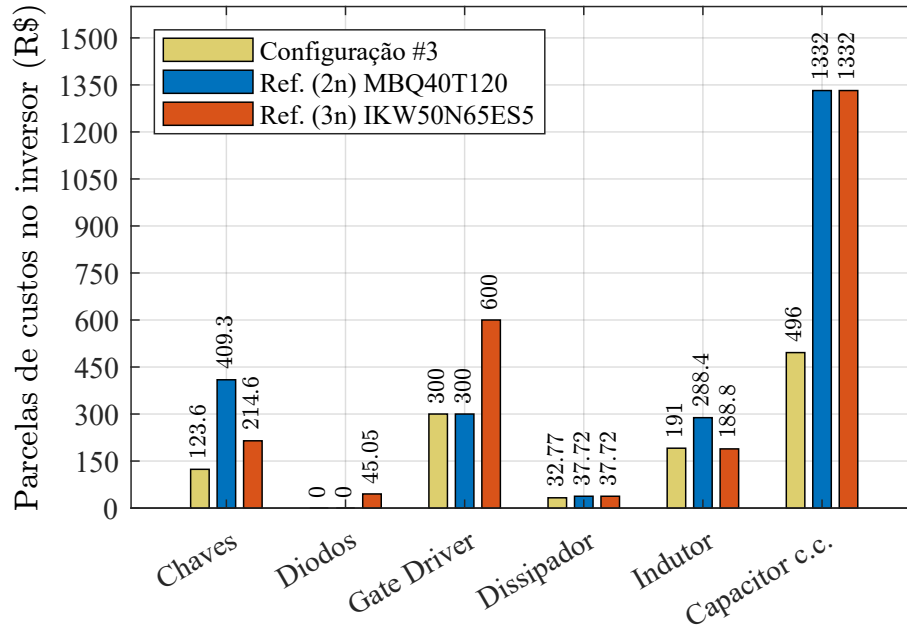 Parcelas de custos no inversor (R$)
1500
1350
1200
1050
900
750
600
450
300
150
0
Configuração #3
Ref. (2n) MBQ40T120
Ref. (3n) IKW50N65ES5
123.6
409.3
214.6
0
0
45.05
300
300
600
32.77
37.72
37.72
191
288.4
188.8
496
1332
1332
Chaves
Diodos
Gate Driver
Dissipador
Indutor
Capacitor c.c.